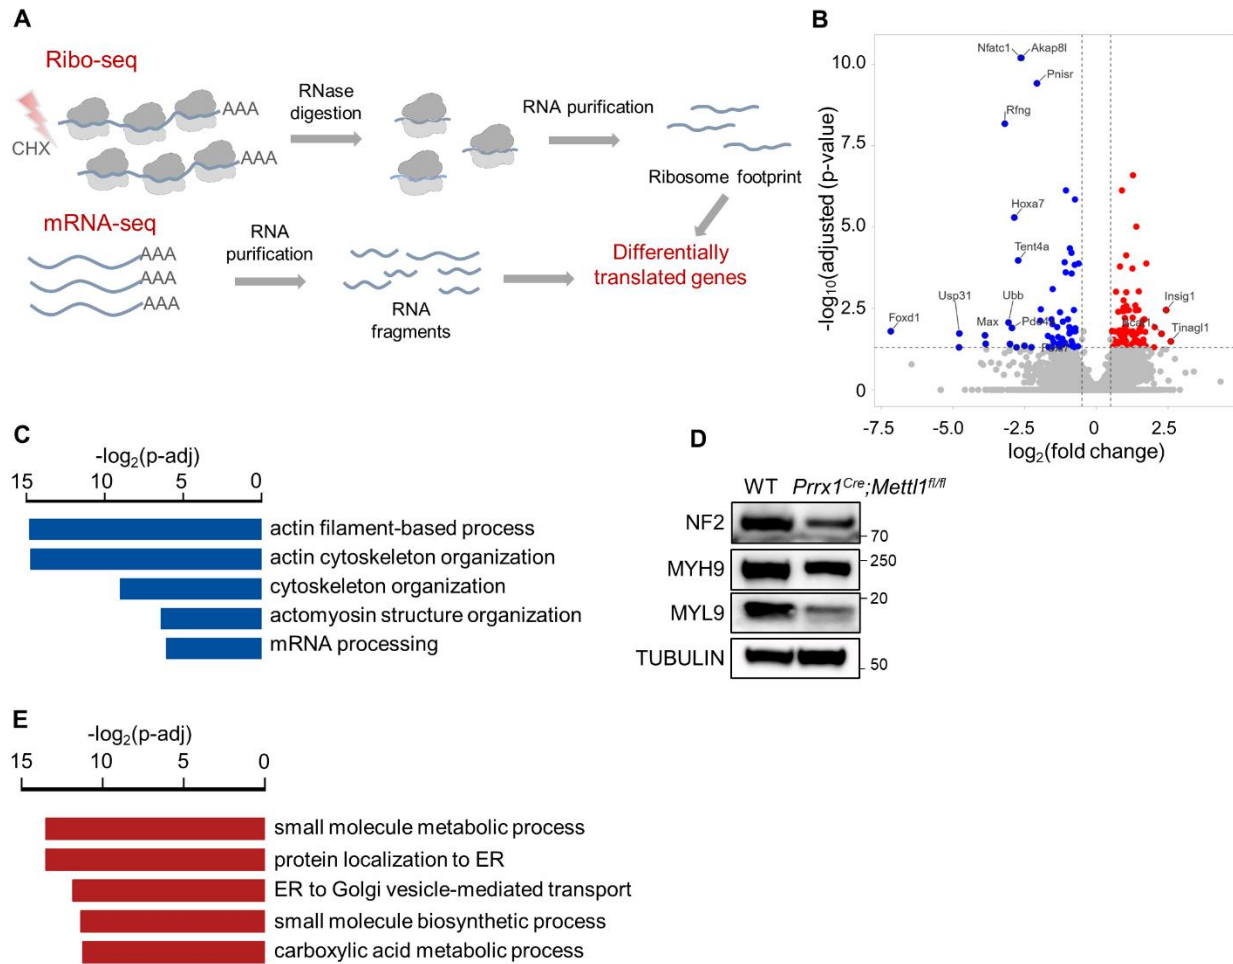 A
Ribo-seq
CHX
AAA
AAA
RNase
digestion
RNA purification
Ribosome footprint
mRNA-seq
AAA
AAA
AAA
RNA
purification
RNA
fragments
Differentially
translated genes
B
-log10(adjusted (p-value)
10.0
7.5
5.0
2.5
0
Nfatc1
Akap8l
Pnisr
Rfng
Hoxa7
Tent4a
Usp31
Ubb
Foxd1
Max
Insig1
Tinagl1
-7.5
-5.0
-2.5
0
2.5
log2(fold change)
C
-log2(p-adj)
15 10 5 0
actin filament-based process
actin cytoskeleton organization
cytoskeleton organization
actomyosin structure organization
mRNA processing
D
WT Prrx1Cre;Mettl1fl/fl
NF2
70
MYH9
250
MYL9
20
TUBULIN
50
E
-log2(p-adj)
15 10 5 0
small molecule metabolic process
protein localization to ER
ER to Golgi vesicle-mediated transport
small molecule biosynthetic process
carboxylic acid metabolic process